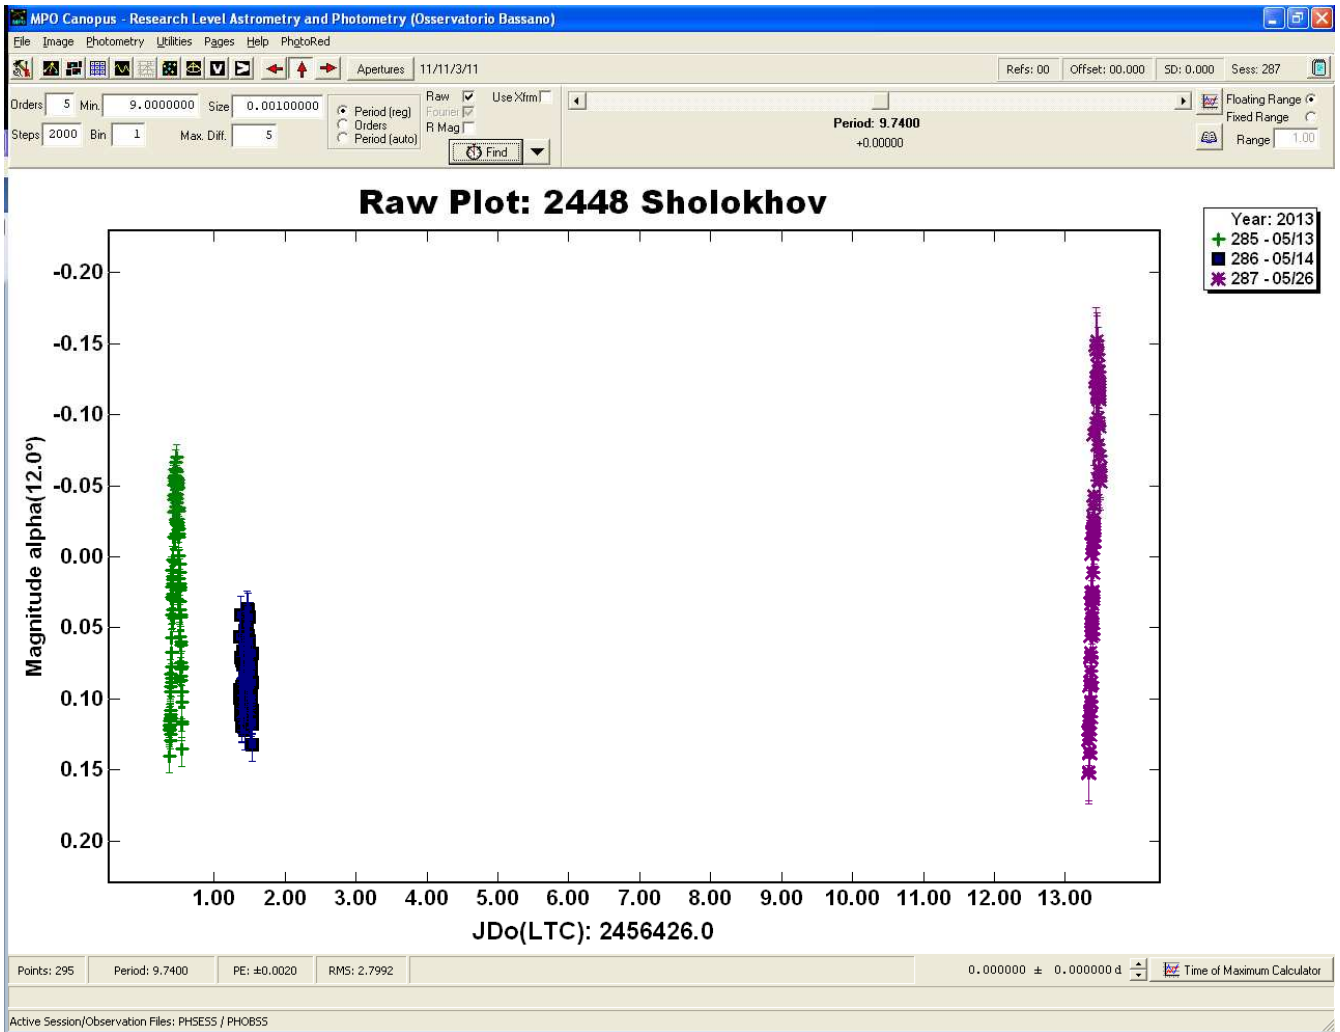 MPO Canopus - Research Level Astrometry and Photometry (Osservatorio Bassano)
File Image Photometry Utilities Pages Help PhotoRed
Apertures 11/11/3/11 Refs: 00 Offset: 00.000 SD: 0.000 Sess: 287
Orders 5 Min. 9.0000000 Size 0.00100000
Steps 2000 Bin 1 Max. Diff. 5
Period (reg)
Orders
Period (auto)
Raw Use Xfrm
Fourier
R Mag
Find
Period: 9.7400
+0.00000
Floating Range
Fixed Range
Range 1.00
Raw Plot: 2448 Sholokhov
Year: 2013
285 - 05/13
286 - 05/14
287 - 05/26
Magnitude alpha(12.0°)
-0.20
-0.15
-0.10
-0.05
0.00
0.05
0.10
0.15
0.20
1.00 2.00 3.00 4.00 5.00 6.00 7.00 8.00 9.00 10.00 11.00 12.00 13.00
JDo(LTC): 2456426.0
Points: 295 Period: 9.7400 PE: ±0.0020 RMS: 2.7992 0.000000 ± 0.000000 d Time of Maximum Calculator
Active Session/Observation Files: PHSESS / PHOBSS